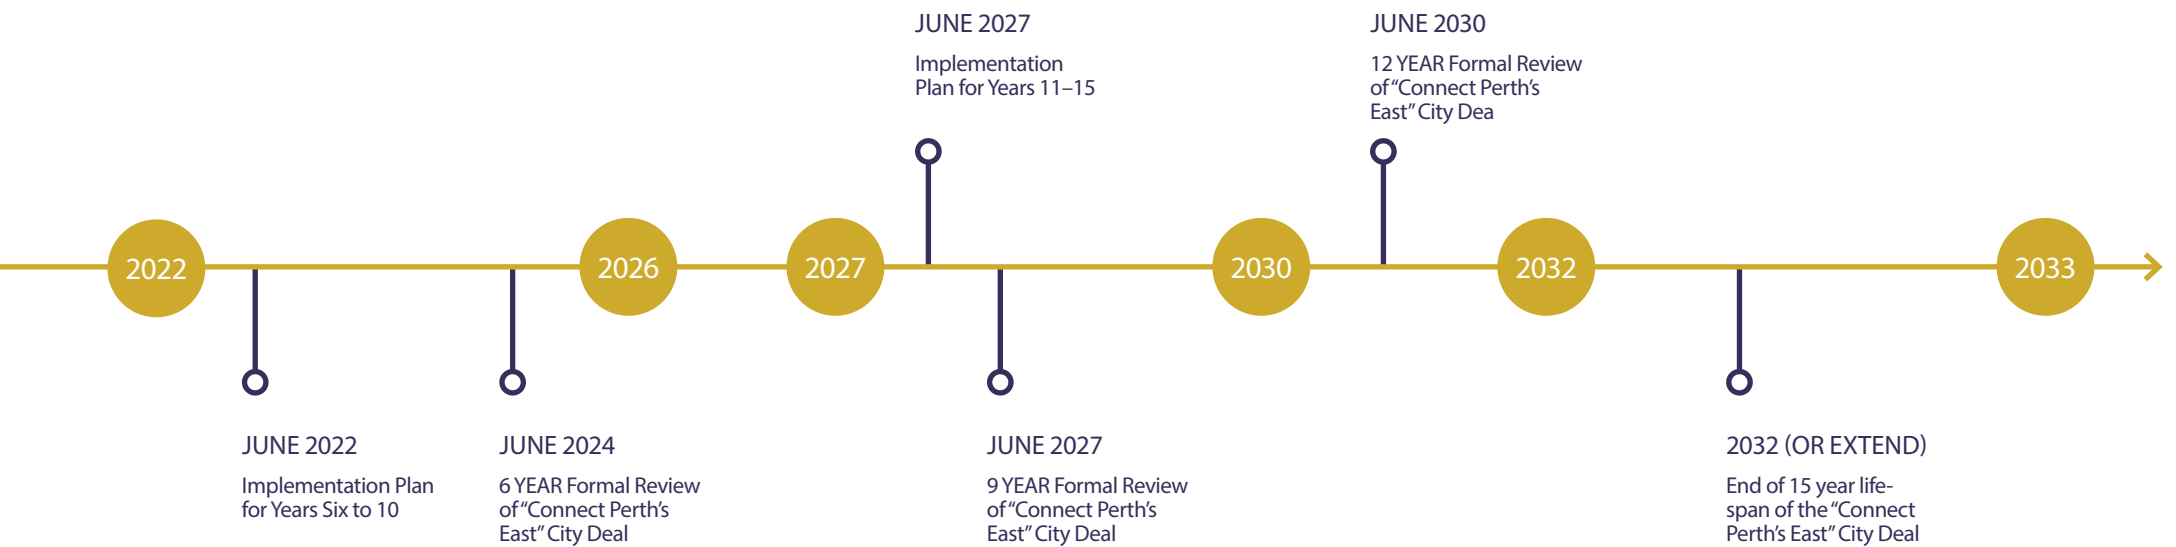 JUNE 2027
Implementation
Plan for Years 11–15
JUNE 2030
12 YEAR Formal Review
of “Connect Perth’s
East” City Dea
2022
2026
2027
2030
2032
2033
JUNE 2022
Implementation Plan
for Years Six to 10
JUNE 2024
6 YEAR Formal Review
of “Connect Perth’s
East” City Deal
JUNE 2027
9 YEAR Formal Review
of “Connect Perth’s
East” City Deal
2032 (OR EXTEND)
End of 15 year life-
span of the “Connect
Perth’s East” City Deal